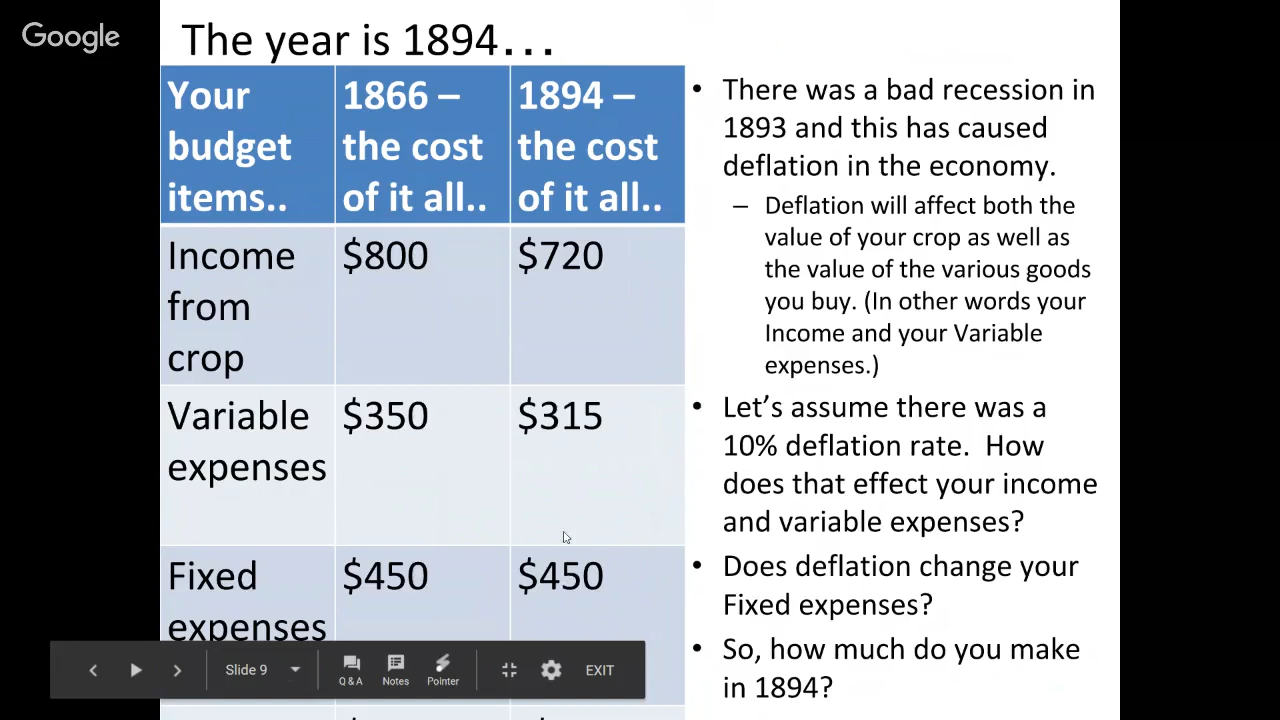 Google
The year is 1894...
Your budget items..
1866 – the cost of it all..
1894 – the cost of it all..
Income from crop
$800
$720
Variable expenses
$350
$315
Fixed expenses
$450
$450
• There was a bad recession in
1893 and this has caused
deflation in the economy.
– Deflation will affect both the
value of your crop as well as
the value of the various goods
you buy. (In other words your
Income and your Variable
expenses.)
• Let's assume there was a
10% deflation rate. How
does that effect your income
and variable expenses?
• Does deflation change your
Fixed expenses?
• So, how much do you make
in 1894?
Slide 9
Q & A
Notes
Pointer
EXIT